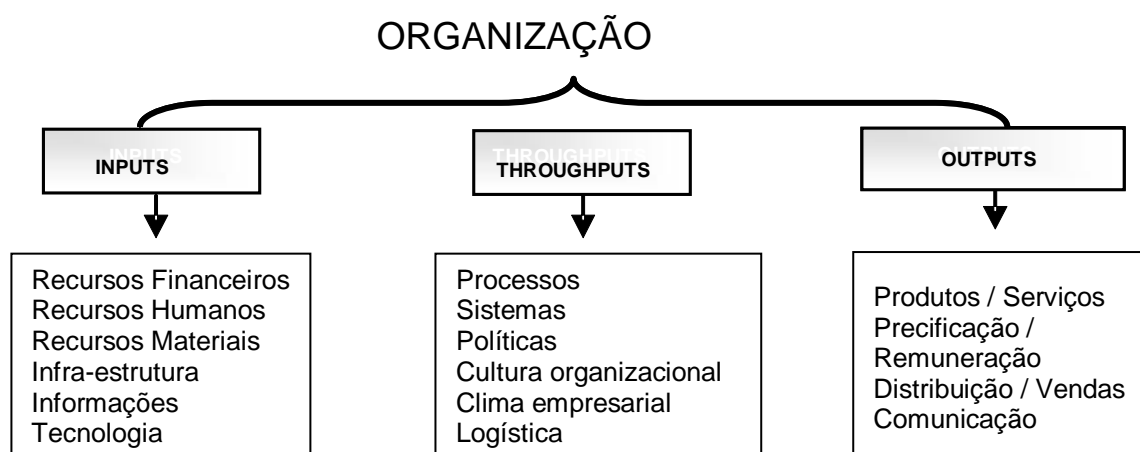 ORGANIZAÇÃO
INPUTS
THROUGHPUTS
OUTPUTS
Recursos Financeiros
Recursos Humanos
Recursos Materiais
Infra-estrutura
Informações
Tecnologia
Processos
Sistemas
Políticas
Cultura organizacional
Clima empresarial
Logística
Produtos / Serviços
Precificação /
Remuneração
Distribuição / Vendas
Comunicação